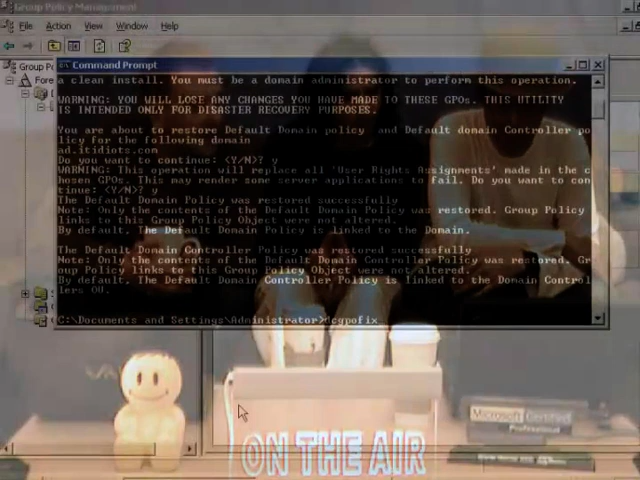 Group Policy Management
File Action View Window Help
Group Po
Command Prompt
Fore
a clean install. You must be a domain administrator to perform this operation.
WARNING: YOU WILL LOSE ANY CHANGES YOU HAVE MADE TO THESE GPOs. THIS UTILITY
IS INTENDED ONLY FOR DISASTER RECOVERY PURPOSES.
You are about to restore Default Domain policy and Default domain Controller po
licy for the following domain
ad.itidiots.com
Do you want to continue: <Y/N>? y
WARNING: This operation will replace all 'User Rights Assignments' made in the c
hosen GPOs. This may render some server applications to fail. Do you want to con
tinue: <Y/N>? y
The Default Domain Policy was restored successfully
Note: Only the contents of the Default Domain Policy was restored. Group Policy
links to this Group Policy Object were not altered.
By default, The Default Domain Policy is linked to the Domain.
The Default Domain Controller Policy was restored successfully
Note: Only the contents of the Default Domain Controller Policy was restored. Gr
oup Policy links to this Group Policy Object were not altered.
By default, The Default Domain Controller Policy is linked to the Domain Control
lers OU.
C:\Documents and Settings\Administrator>dcgpofix
Microsoft Certified
Professional
ON THE AIR